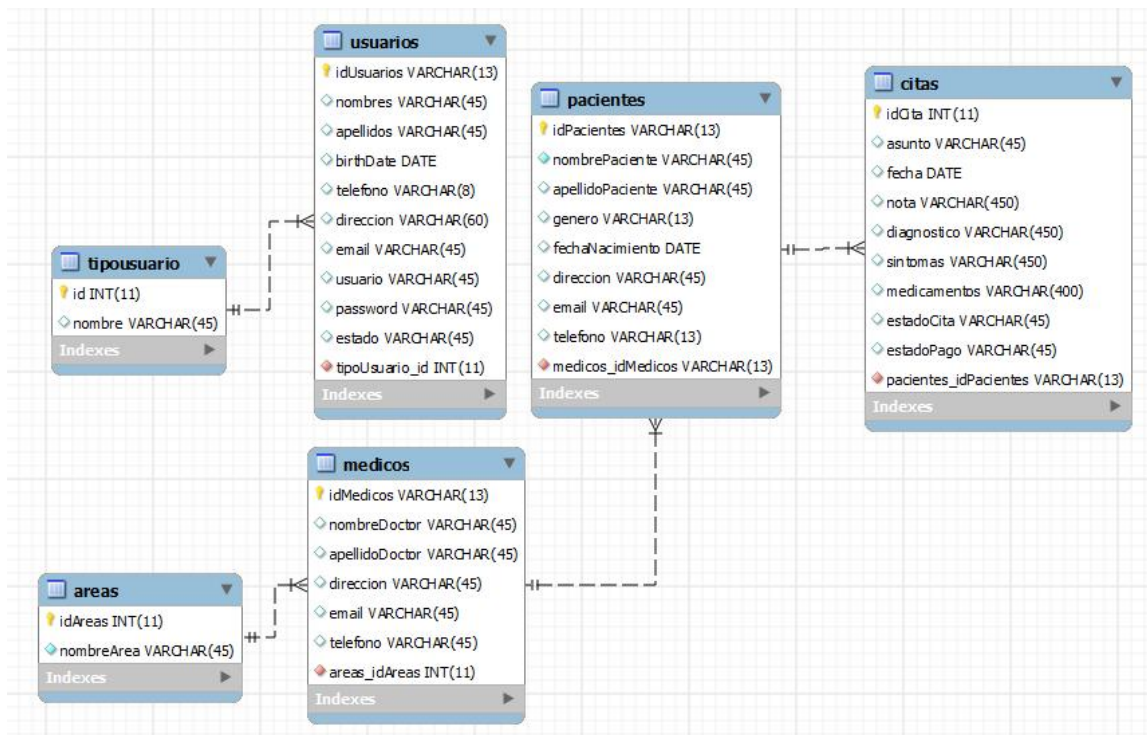 usuarios
idUsuarios VARCHAR(13)
nombres VARCHAR(45)
apellidos VARCHAR(45)
birthDate DATE
telefono VARCHAR(8)
direccion VARCHAR(60)
email VARCHAR(45)
usuario VARCHAR(45)
password VARCHAR(45)
estado VARCHAR(45)
tipoUsuario_id INT(11)
Indexes
pacientes
idPacientes VARCHAR(13)
nombrePaciente VARCHAR(45)
apellidoPaciente VARCHAR(45)
genero VARCHAR(13)
fechaNacimiento DATE
direccion VARCHAR(45)
email VARCHAR(45)
telefono VARCHAR(13)
medicos_idMedicos VARCHAR(13)
Indexes
citas
idCita INT(11)
asunto VARCHAR(45)
fecha DATE
nota VARCHAR(450)
diagnostico VARCHAR(450)
sintomas VARCHAR(450)
medicamentos VARCHAR(400)
estadoCita VARCHAR(45)
estadoPago VARCHAR(45)
pacientes_idPacientes VARCHAR(13)
Indexes
tipousuario
id INT(11)
nombre VARCHAR(45)
Indexes
medicos
idMedicos VARCHAR(13)
nombreDoctor VARCHAR(45)
apellidoDoctor VARCHAR(45)
direccion VARCHAR(45)
email VARCHAR(45)
telefono VARCHAR(45)
areas_idAreas INT(11)
Indexes
areas
idAreas INT(11)
nombreArea VARCHAR(45)
Indexes